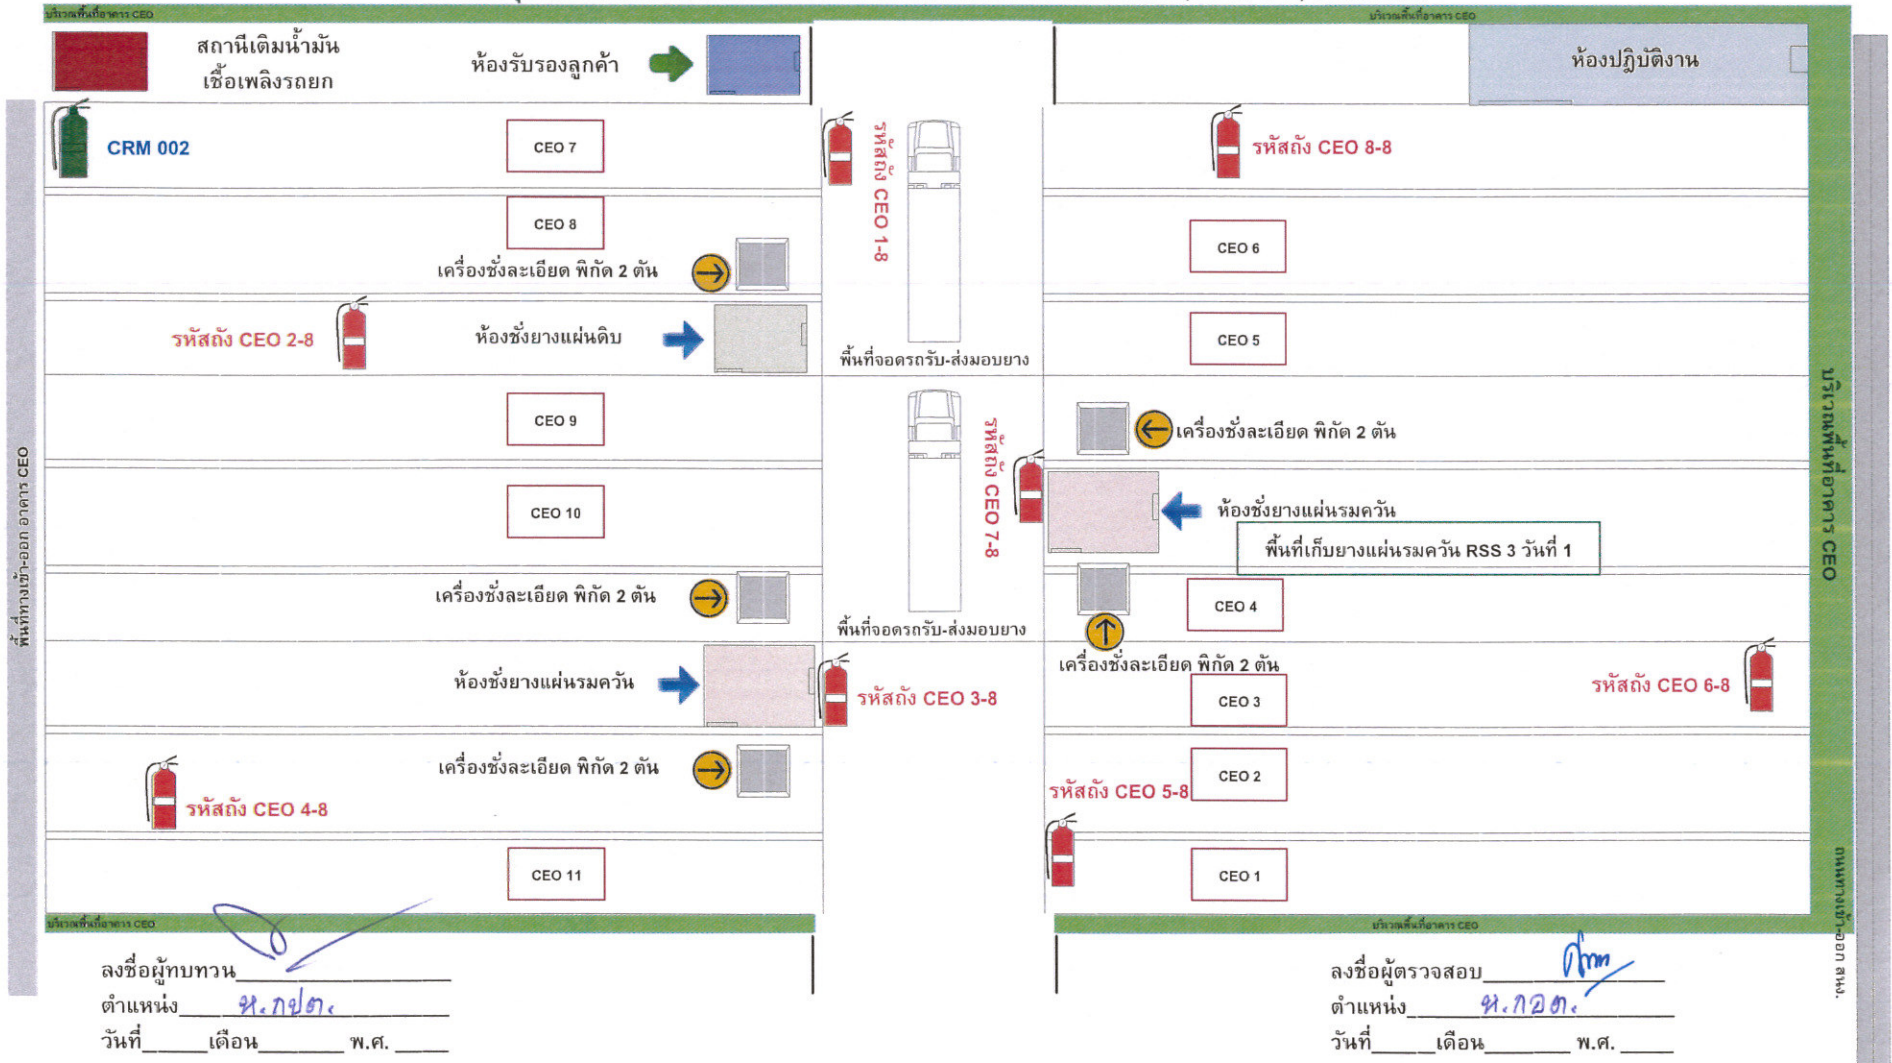 บริเวณพื้นที่อาคาร CEO
บริเวณพื้นที่อาคาร CEO
สถานีเติมน้ำมัน
เชื้อเพลิงรถยก
ห้องรับรองลูกค้า
ห้องปฏิบัติงาน
CRM 002
CEO 7
รหัสถัง CEO 1-8
รหัสถัง CEO 8-8
CEO 8
CEO 6
เครื่องชั่งละเอียด พิกัด 2 ตัน
รหัสถัง CEO 2-8
ห้องชั่งยางแผ่นดิบ
CEO 5
พื้นที่จอดรถรับ-ส่งมอบยาง
CEO 9
เครื่องชั่งละเอียด พิกัด 2 ตัน
รหัสถัง CEO 7-8
CEO 10
ห้องชั่งยางแผ่นรมควัน
พื้นที่เก็บยางแผ่นรมควัน RSS 3 วันที่ 1
พื้นที่ทางเข้า-ออก อาคาร CEO
บริเวณพื้นที่อาคาร CEO
เครื่องชั่งละเอียด พิกัด 2 ตัน
CEO 4
พื้นที่จอดรถรับ-ส่งมอบยาง
เครื่องชั่งละเอียด พิกัด 2 ตัน
ห้องชั่งยางแผ่นรมควัน
รหัสถัง CEO 3-8
CEO 3
รหัสถัง CEO 6-8
เครื่องชั่งละเอียด พิกัด 2 ตัน
CEO 2
รหัสถัง CEO 5-8
รหัสถัง CEO 4-8
CEO 11
CEO 1
ถนนทางเข้า-ออก สนง.
บริเวณพื้นที่อาคาร CEO
บริเวณพื้นที่อาคาร CEO
ลงชื่อผู้ทบทวน
ตำแหน่ง ห.กปต.
วันที่ เดือน พ.ศ.
ลงชื่อผู้ตรวจสอบ
ตำแหน่ง ห.กอต.
วันที่ เดือน พ.ศ.